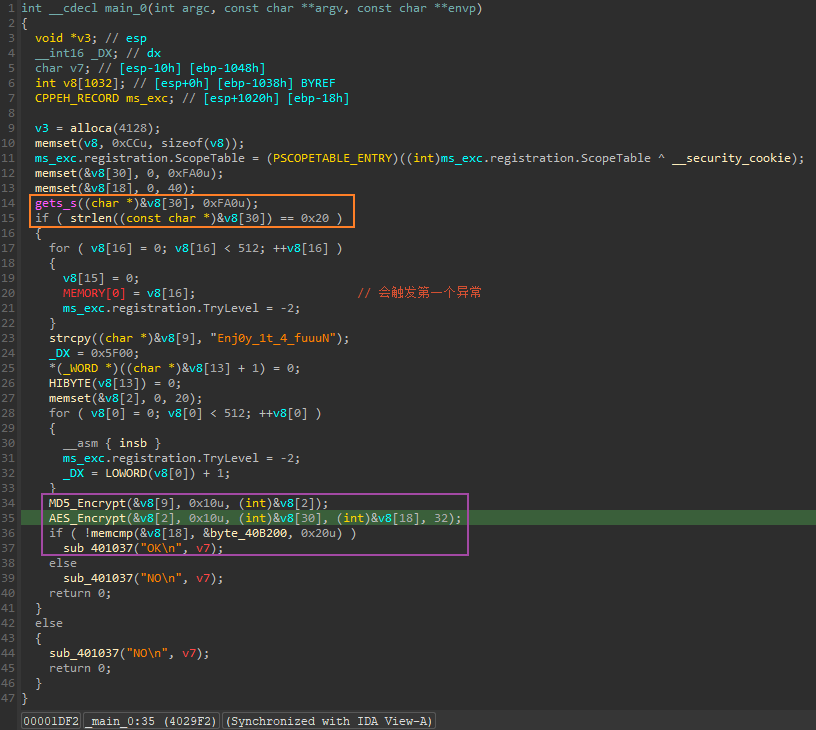 1 int __cdecl main_0(int argc, const char **argv, const char **envp)
2 {
3 void *v3; // esp
4 __int16 _DX; // dx
5 char v7; // [esp-10h] [ebp-1048h]
6 int v8[1032]; // [esp+0h] [ebp-1038h] BYREF
7 CPPEH_RECORD ms_exc; // [esp+1020h] [ebp-18h]
8
9 v3 = alloca(4128);
10 memset(v8, 0xCCu, sizeof(v8));
11 ms_exc.registration.ScopeTable = (PSCOPETABLE_ENTRY)((int)ms_exc.registration.ScopeTable ^ __security_cookie);
12 memset(&v8[30], 0, 0xFA0u);
13 memset(&v8[18], 0, 40);
14 gets_s((char *)&v8[30], 0xFA0u);
15 if ( strlen((const char *)&v8[30]) == 0x20 )
16 {
17 for ( v8[16] = 0; v8[16] < 512; ++v8[16] )
18 {
19 v8[15] = 0;
20 MEMORY[0] = v8[16]; // 会触发第一个异常
21 ms_exc.registration.TryLevel = -2;
22 }
23 strcpy((char *)&v8[9], "Enj0y_1t_4_fuuuN");
24 _DX = 0x5F00;
25 *(_WORD *)((char *)&v8[13] + 1) = 0;
26 HIBYTE(v8[13]) = 0;
27 memset(&v8[2], 0, 20);
28 for ( v8[0] = 0; v8[0] < 512; ++v8[0] )
29 {
30 __asm { insb }
31 ms_exc.registration.TryLevel = -2;
32 _DX = LOWORD(v8[0]) + 1;
33 }
34 MD5_Encrypt(&v8[9], 0x10u, (int)&v8[2]);
35 AES_Encrypt(&v8[2], 0x10u, (int)&v8[30], (int)&v8[18], 32);
36 if ( !memcmp(&v8[18], &byte_40B200, 0x20u) )
37 sub_401037("OK\n", v7);
38 else
39 sub_401037("NO\n", v7);
40 return 0;
41 }
42 else
43 {
44 sub_401037("NO\n", v7);
45 return 0;
46 }
47 }
00001DF2 _main_0:35 (4029F2) (Synchronized with IDA View-A)